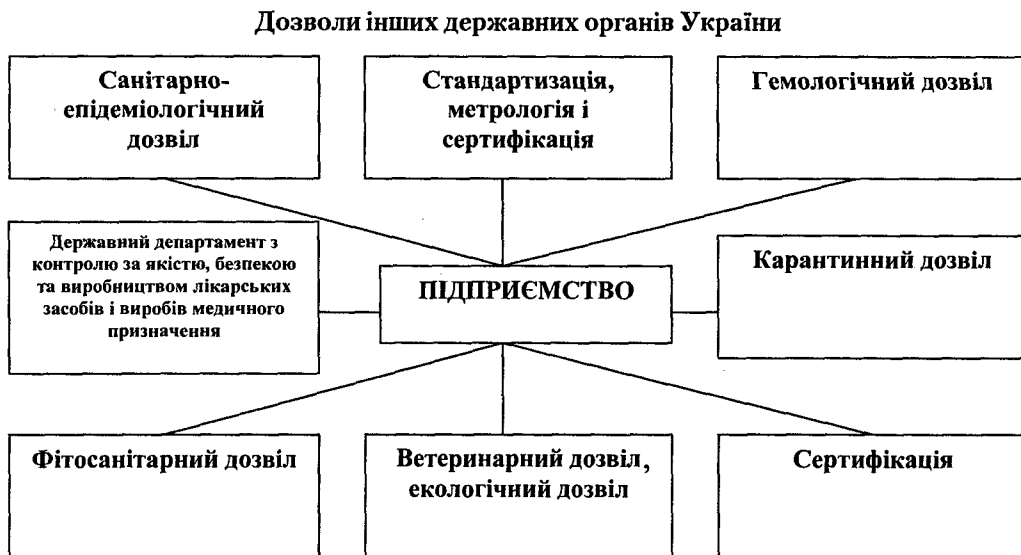 Дозволи інших державних органів України
Санітарно-
епідеміологічний
дозвіл
Стандартизація,
метрологія і
сертифікація
Гемологічний дозвіл
Державний департамент з
контролю за якістю, безпекою
та виробництвом лікарських
засобів і виробів медичного
призначення
ПІДПРИЄМСТВО
Карантинний дозвіл
Фітосанітарний дозвіл
Ветеринарний дозвіл,
екологічний дозвіл
Сертифікація